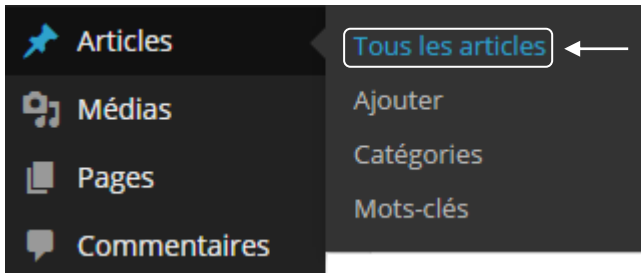 Articles
Médias
Pages
Commentaires
Tous les articles
Ajouter
Catégories
Mots-clés